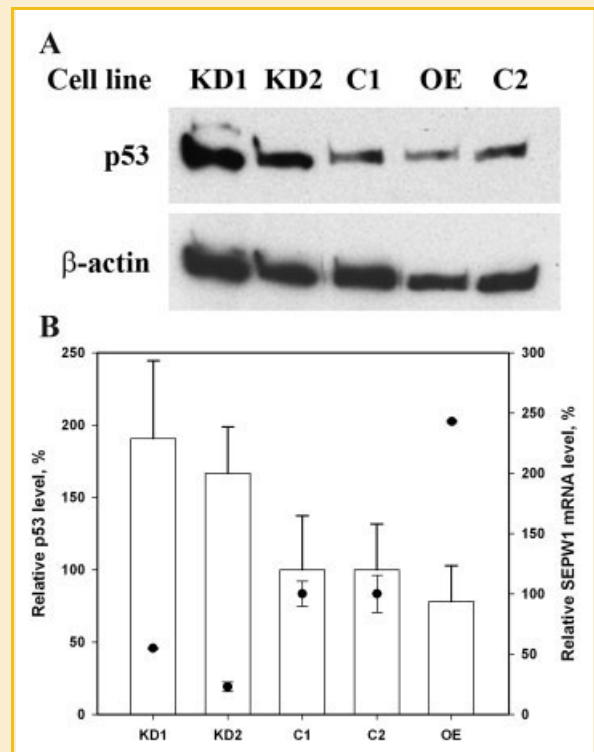 A
Cell line KD1 KD2 C1 OE C2
p53
β-actin
B
Relative p53 level, %
250
200
150
100
50
0
300
250
200
150
100
50
0
Relative SEPW1 mRNA level, %
KD1 KD2 C1 C2 OE